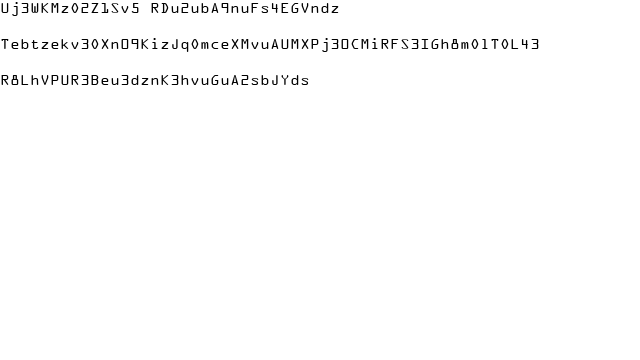 Uj3WKMz02Z1Sv5 RDu2ubA9nuFs4EGVndz
Tebtzekv30XnO9KizJq0mceXMvuAUMXPj3OCMiRFS3IGh8m01T0L43
R8LhVPUR3Beu3dznK3hvuGuA2sbJYds